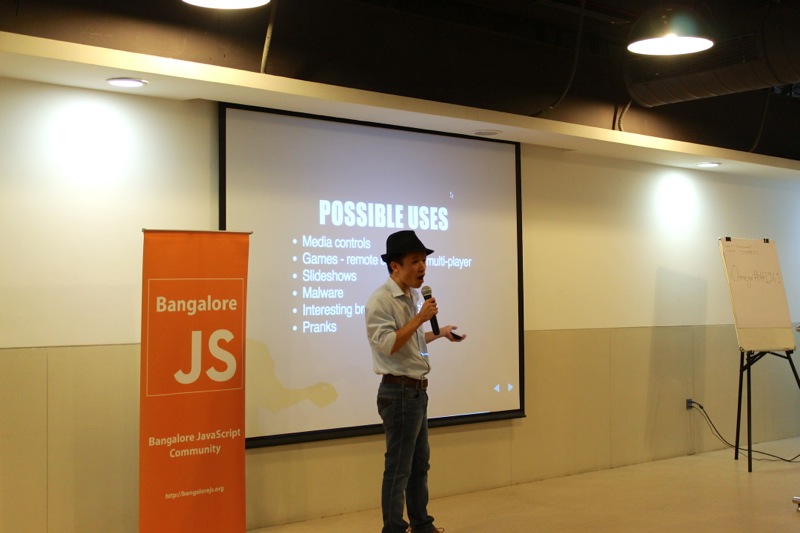 POSSIBLE USES
• Media controls
• Games - remote multi-player
• Slideshows
• Malware
• Interesting
• Pranks
Bangalore
JS
Bangalore JavaScript
Community
http://bangalorejs.org